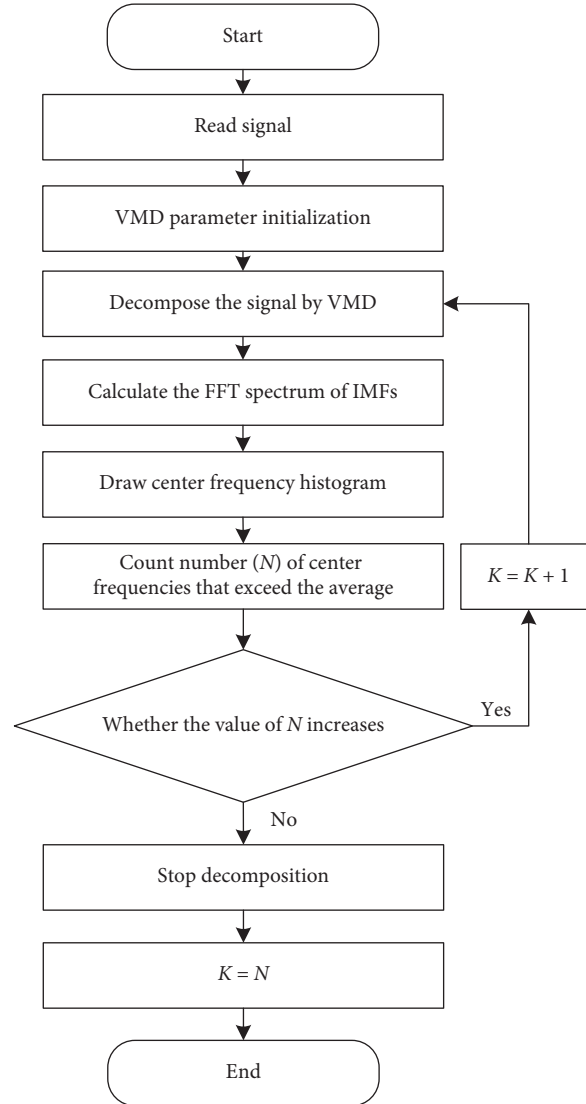 Start
Read signal
VMD parameter initialization
Decompose the signal by VMD
Calculate the FFT spectrum of IMFs
Draw center frequency histogram
Count number (N) of center
frequencies that exceed the average
K = K + 1
Whether the value of N increases
Yes
No
Stop decomposition
K = N
End